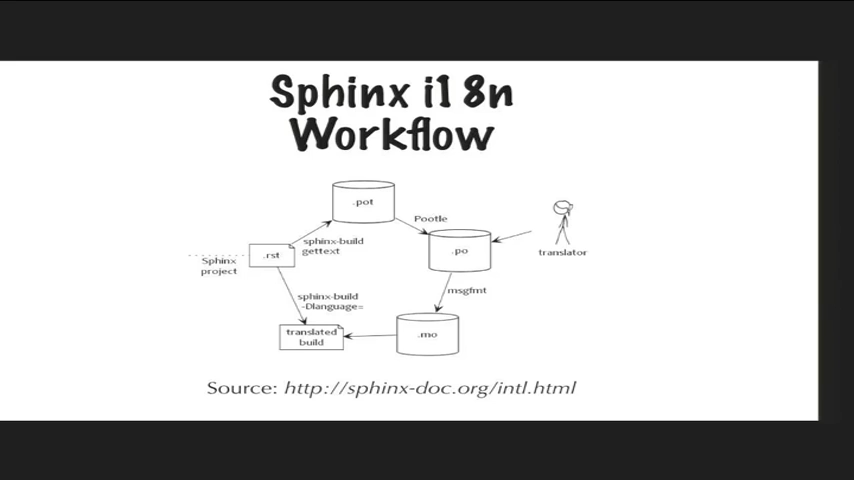 Sphinx i18n
Workflow
.pot
Pootle
sphinx-build
gettext
.rst
Sphinx
project
.po
translator
msgfmt
sphinx-build
-Dlanguage=
translated
build
.mo
Source: http://sphinx-doc.org/intl.html